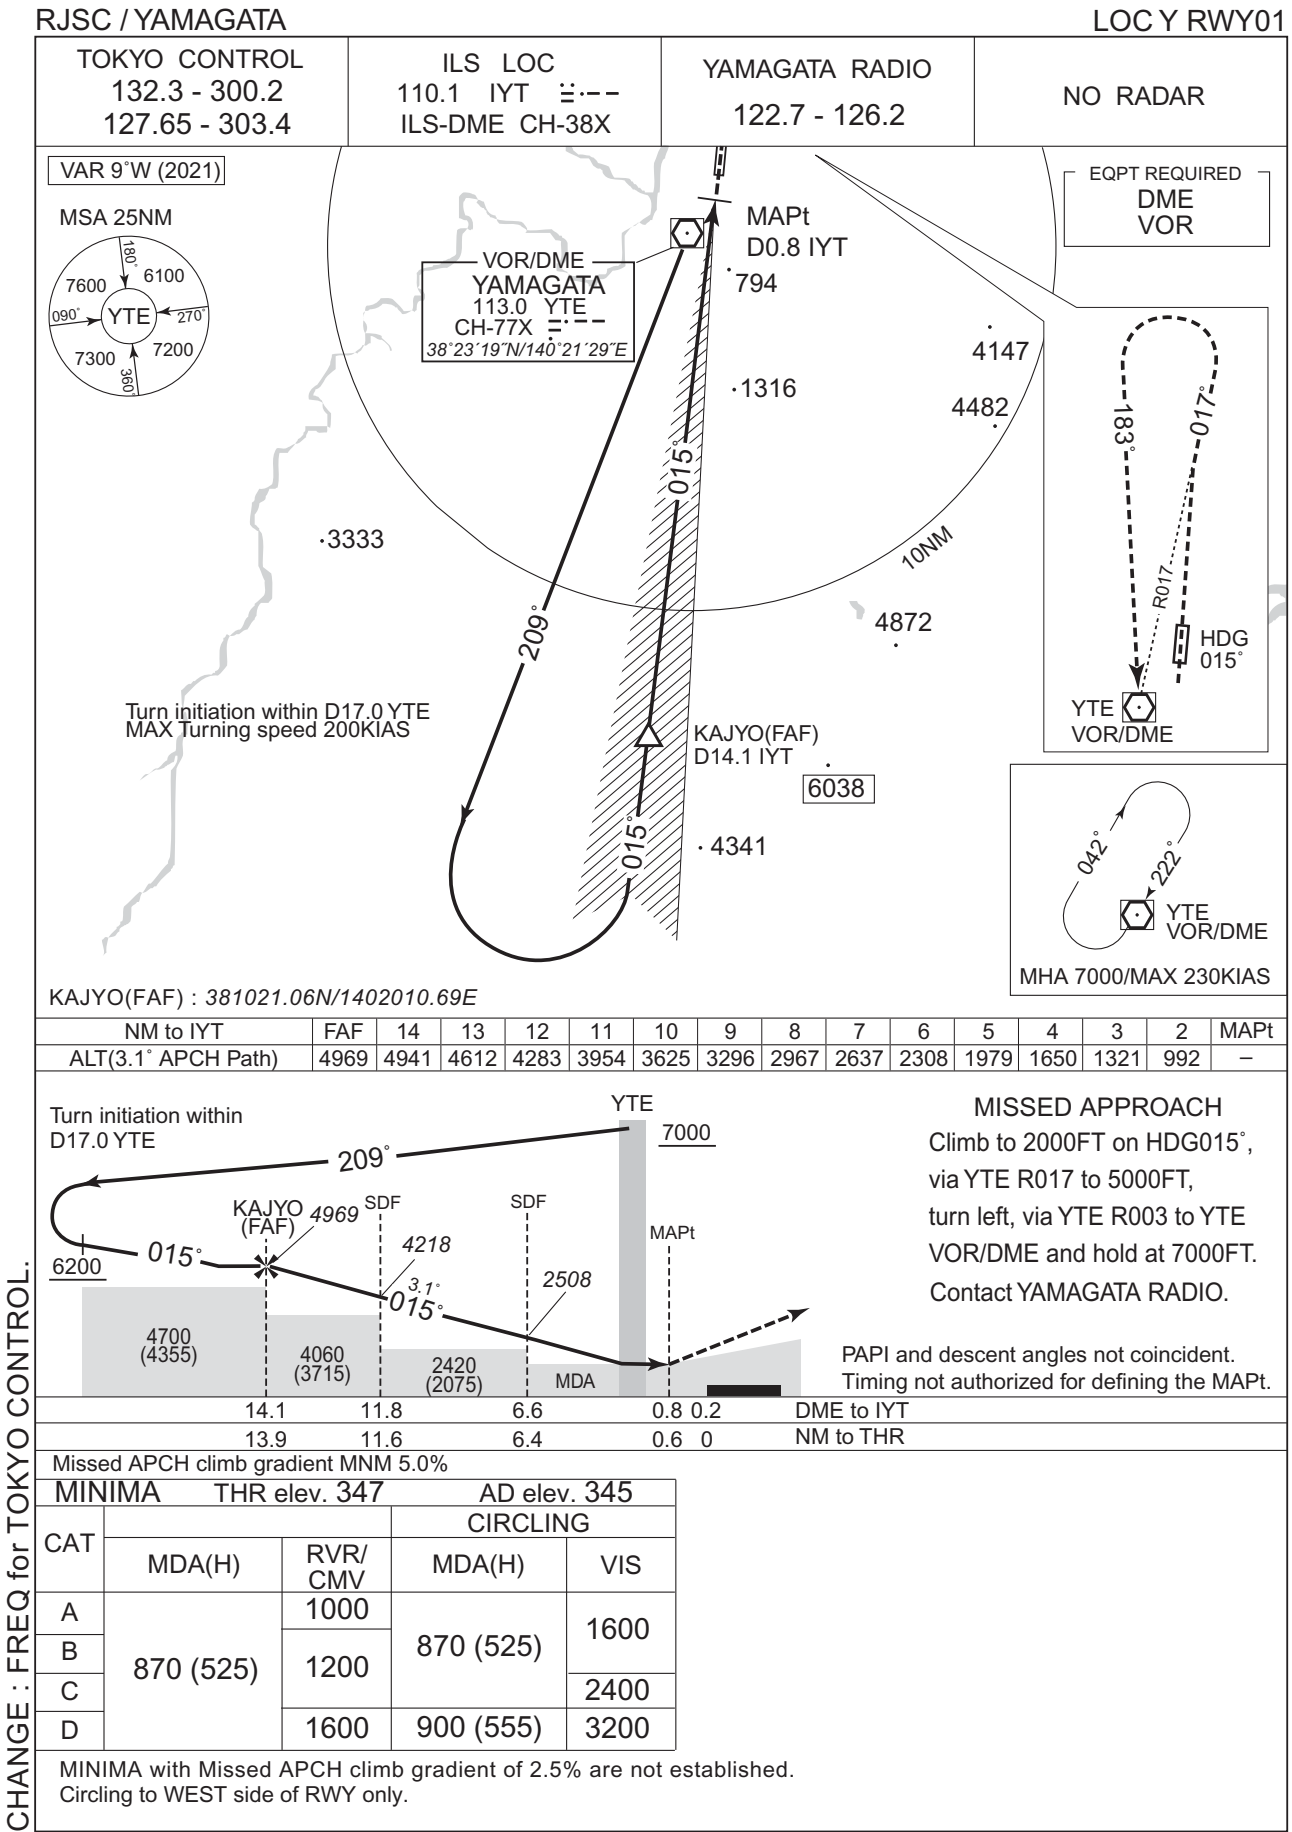 RJSC / YAMAGATA
LOC Y RWY01
TOKYO CONTROL
132.3 - 300.2
127.65 - 303.4
ILS LOC
110.1 IYT
ILS-DME CH-38X
YAMAGATA RADIO
122.7 - 126.2
NO RADAR
VAR 9°W (2021)
MSA 25NM
180°
7600
6100
090°
YTE
270°
7300
7200
360°
EQPT REQUIRED
DME
VOR
MAPt
D0.8 IYT
VOR/DME
YAMAGATA
113.0 YTE
CH-77X
38°23´19˝N/140°21´29˝E
794
4147
1316
4482
015°
3333
10NM
209°
4872
Turn initiation within D17.0 YTE
MAX Turning speed 200KIAS
KAJYO(FAF)
D14.1 IYT
6038
015°
4341
183°
017°
R017
HDG
015°
YTE
VOR/DME
042°
222°
YTE
VOR/DME
MHA 7000/MAX 230KIAS
KAJYO(FAF) : 381021.06N/1402010.69E
NM to IYT FAF 14 13 12 11 10 9 8 7 6 5 4 3 2 MAPt
ALT(3.1° APCH Path) 4969 4941 4612 4283 3954 3625 3296 2967 2637 2308 1979 1650 1321 992 –
Turn initiation within
D17.0 YTE
YTE
7000
209°
KAJYO
(FAF)
4969
SDF
SDF
MAPt
4218
2508
6200
015°
3.1°
015°
4700
(4355)
4060
(3715)
2420
(2075)
MDA
MISSED APPROACH
Climb to 2000FT on HDG015°,
via YTE R017 to 5000FT,
turn left, via YTE R003 to YTE
VOR/DME and hold at 7000FT.
Contact YAMAGATA RADIO.
PAPI and descent angles not coincident.
Timing not authorized for defining the MAPt.
14.1 11.8 6.6 0.8 0.2 DME to IYT
13.9 11.6 6.4 0.6 0 NM to THR
Missed APCH climb gradient MNM 5.0%
MINIMA THR elev. 347 AD elev. 345
CAT
CIRCLING
MDA(H)
RVR/
CMV
MDA(H)
VIS
A
B
C
D
870 (525)
1000
1200
1600
870 (525)
900 (555)
1600
2400
3200
MINIMA with Missed APCH climb gradient of 2.5% are not established.
Circling to WEST side of RWY only.
CHANGE : FREQ for TOKYO CONTROL.